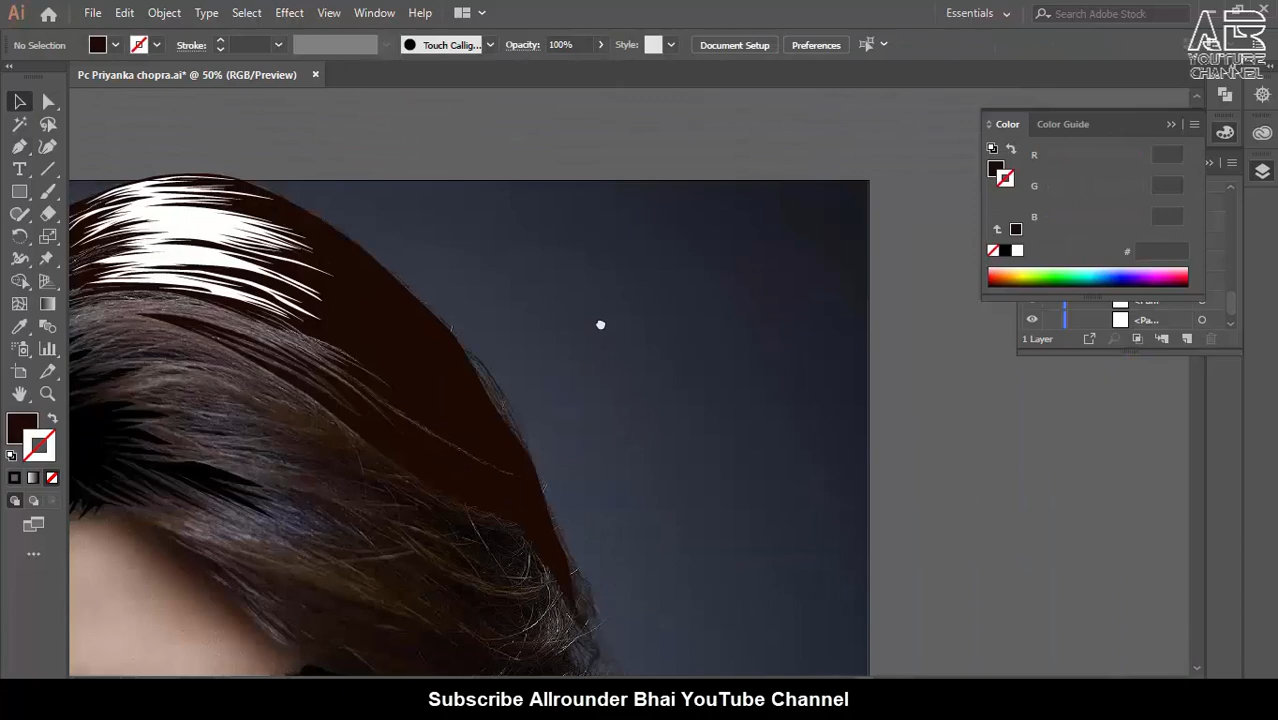 Ai File Edit Object Type Select Effect View Window Help Essentials Search Adobe Stock
ALB
YOUTUBE
CHANNEL
No Selection Stroke: Touch Callig... Opacity: 100% Style: Document Setup Preferences
Pc Priyanka chopra.ai* @ 50% (RGB/Preview) ×
Color Color Guide
R
G
B
#
<Pa...
1 Layer
Subscribe Allrounder Bhai YouTube Channel